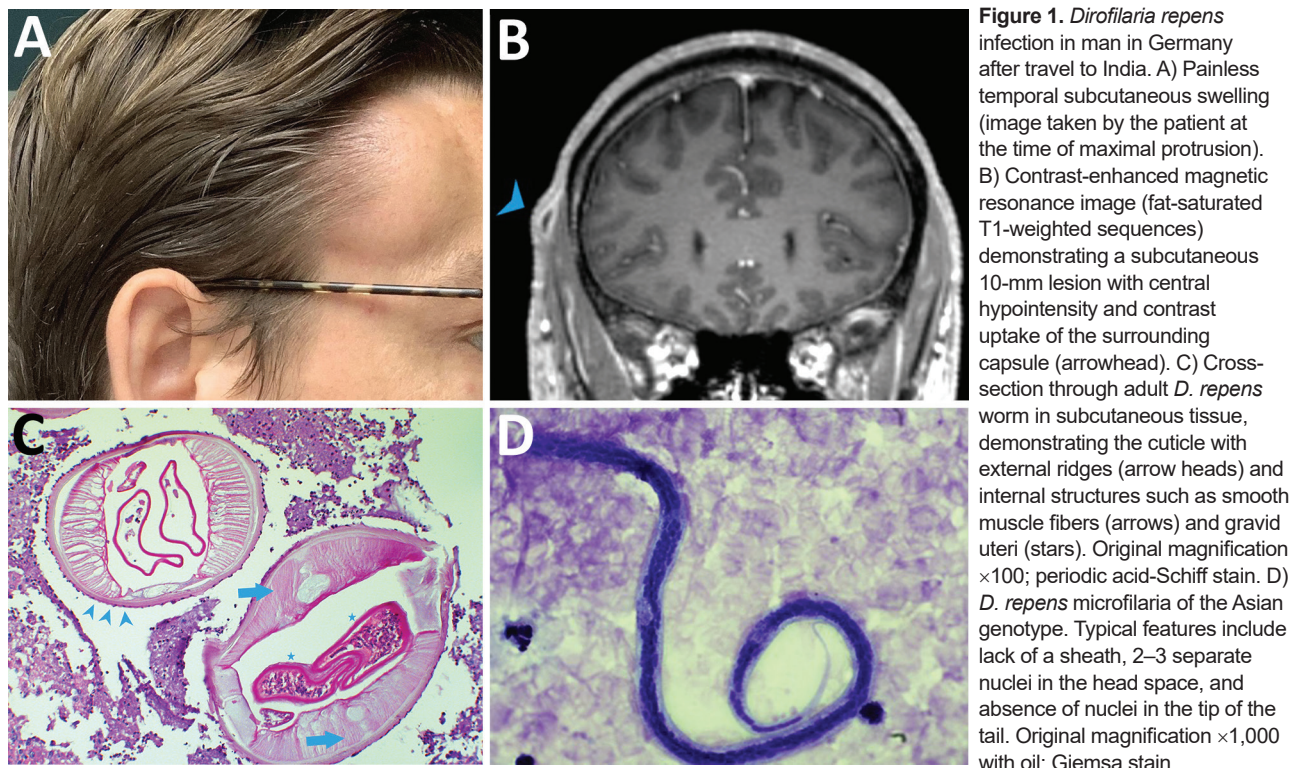 A
B
C
D
Figure 1. Dirofilaria repens
infection in man in Germany
after travel to India. A) Painless
temporal subcutaneous swelling
(image taken by the patient at
the time of maximal protrusion).
B) Contrast-enhanced magnetic
resonance image (fat-saturated
T1-weighted sequences)
demonstrating a subcutaneous
10-mm lesion with central
hypointensity and contrast
uptake of the surrounding
capsule (arrowhead). C) Cross-
section through adult D. repens
worm in subcutaneous tissue,
demonstrating the cuticle with
external ridges (arrow heads) and
internal structures such as smooth
muscle fibers (arrows) and gravid
uteri (stars). Original magnification
×100; periodic acid-Schiff stain. D)
D. repens microfilaria of the Asian
genotype. Typical features include
lack of a sheath, 2–3 separate
nuclei in the head space, and
absence of nuclei in the tip of the
tail. Original magnification ×1,000
with oil; Giemsa stain